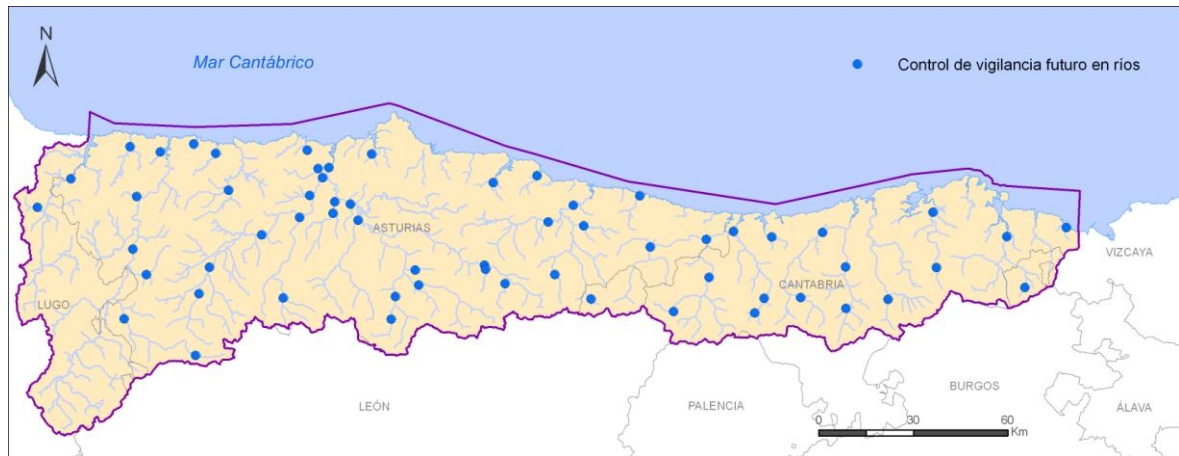 N
Mar Cantábrico
Control de vigilancia futuro en ríos
ASTURIAS
VIZCAYA
CANTABRIA
LUGO
BURGOS
LEÓN
PALENCIA
ÁLAVA
0 30 60
Km